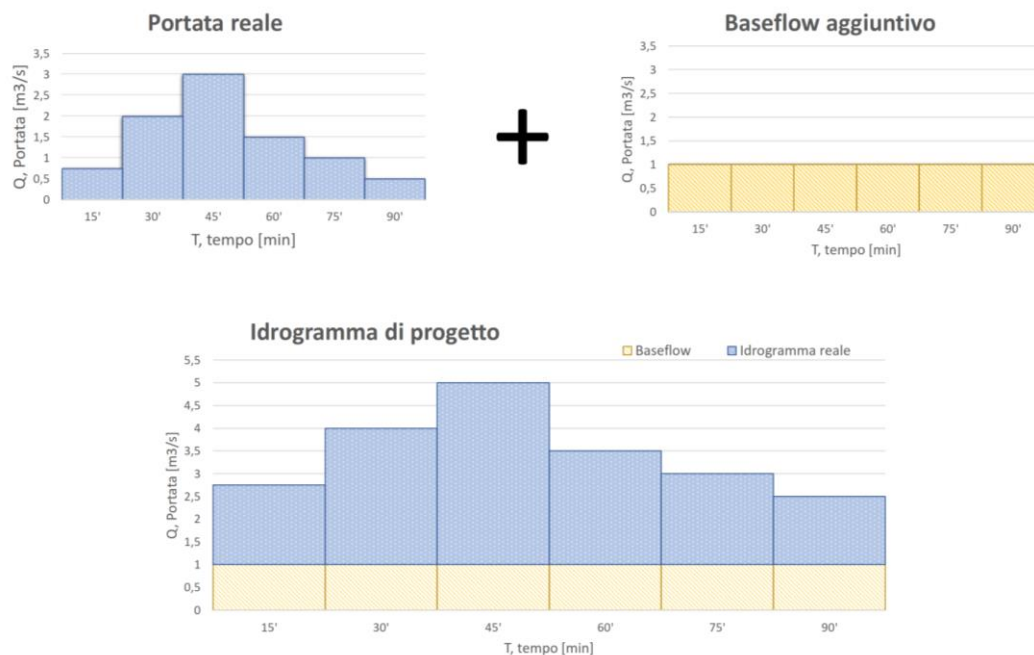 Portata reale
Q, Portata [m3/s]
3,5
3
2,5
2
1,5
1
0,5
0
15' 30' 45' 60' 75' 90'
T, tempo [min]
+
Baseflow aggiuntivo
Q, Portata [m3/s]
3,5
3
2,5
2
1,5
1
0,5
0
15' 30' 45' 60' 75' 90'
T, tempo [min]
Idrogramma di progetto
Baseflow Idrogramma reale
Q, Portata [m3/s]
5,5
5
4,5
4
3,5
3
2,5
2
1,5
1
0,5
0
15' 30' 45' 60' 75' 90'
T, tempo [min]